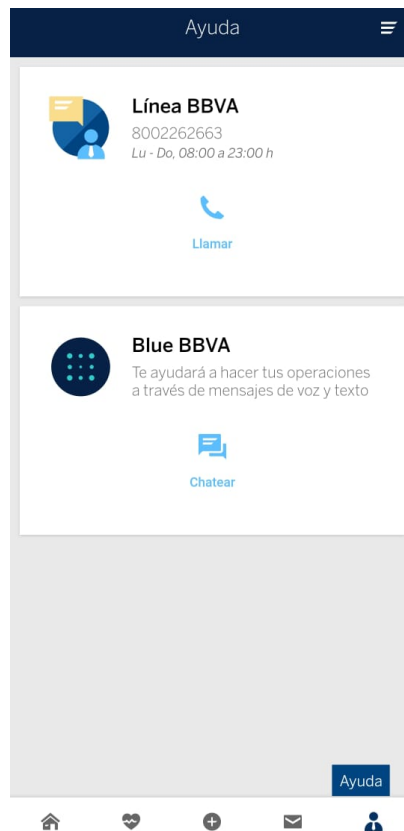 Ayuda
Línea BBVA
8002262663
Lu - Do, 08:00 a 23:00 h
Llamar
Blue BBVA
Te ayudará a hacer tus operaciones
a través de mensajes de voz y texto
Chatear
Ayuda